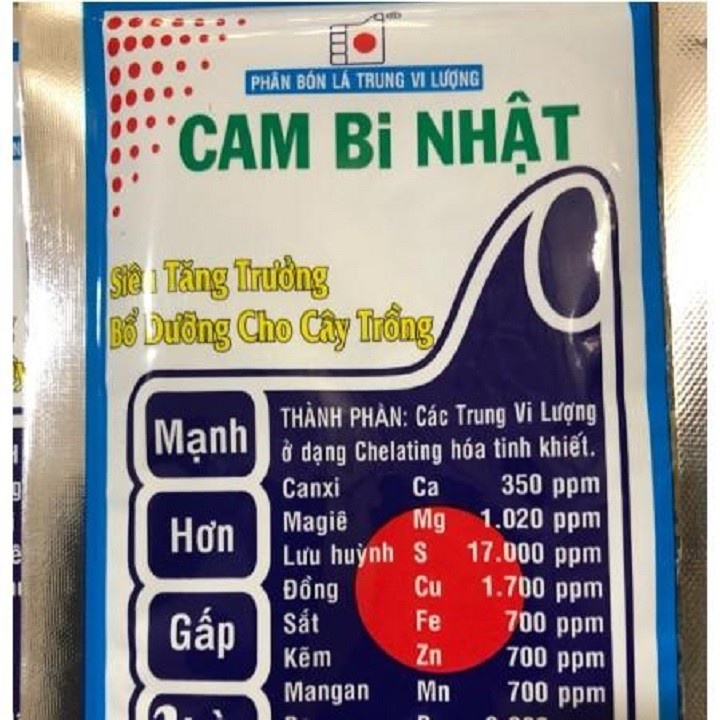 PHÂN BÓN LÁ TRUNG VI LƯỢNG
CAM Bi NHẬT
Siêu Tăng Trưởng
Bổ Dưỡng Cho Cây Trồng
Mạnh
Hơn
Gấp
THÀNH PHẦN: Các Trung Vi Lượng
ở dạng Chelating hóa tinh khiết.
Canxi Ca 350 ppm
Magiê Mg 1.020 ppm
Lưu huỳnh S 17.000 ppm
Đồng Cu 1.700 ppm
Sắt Fe 700 ppm
Kẽm Zn 700 ppm
Mangan Mn 700 ppm